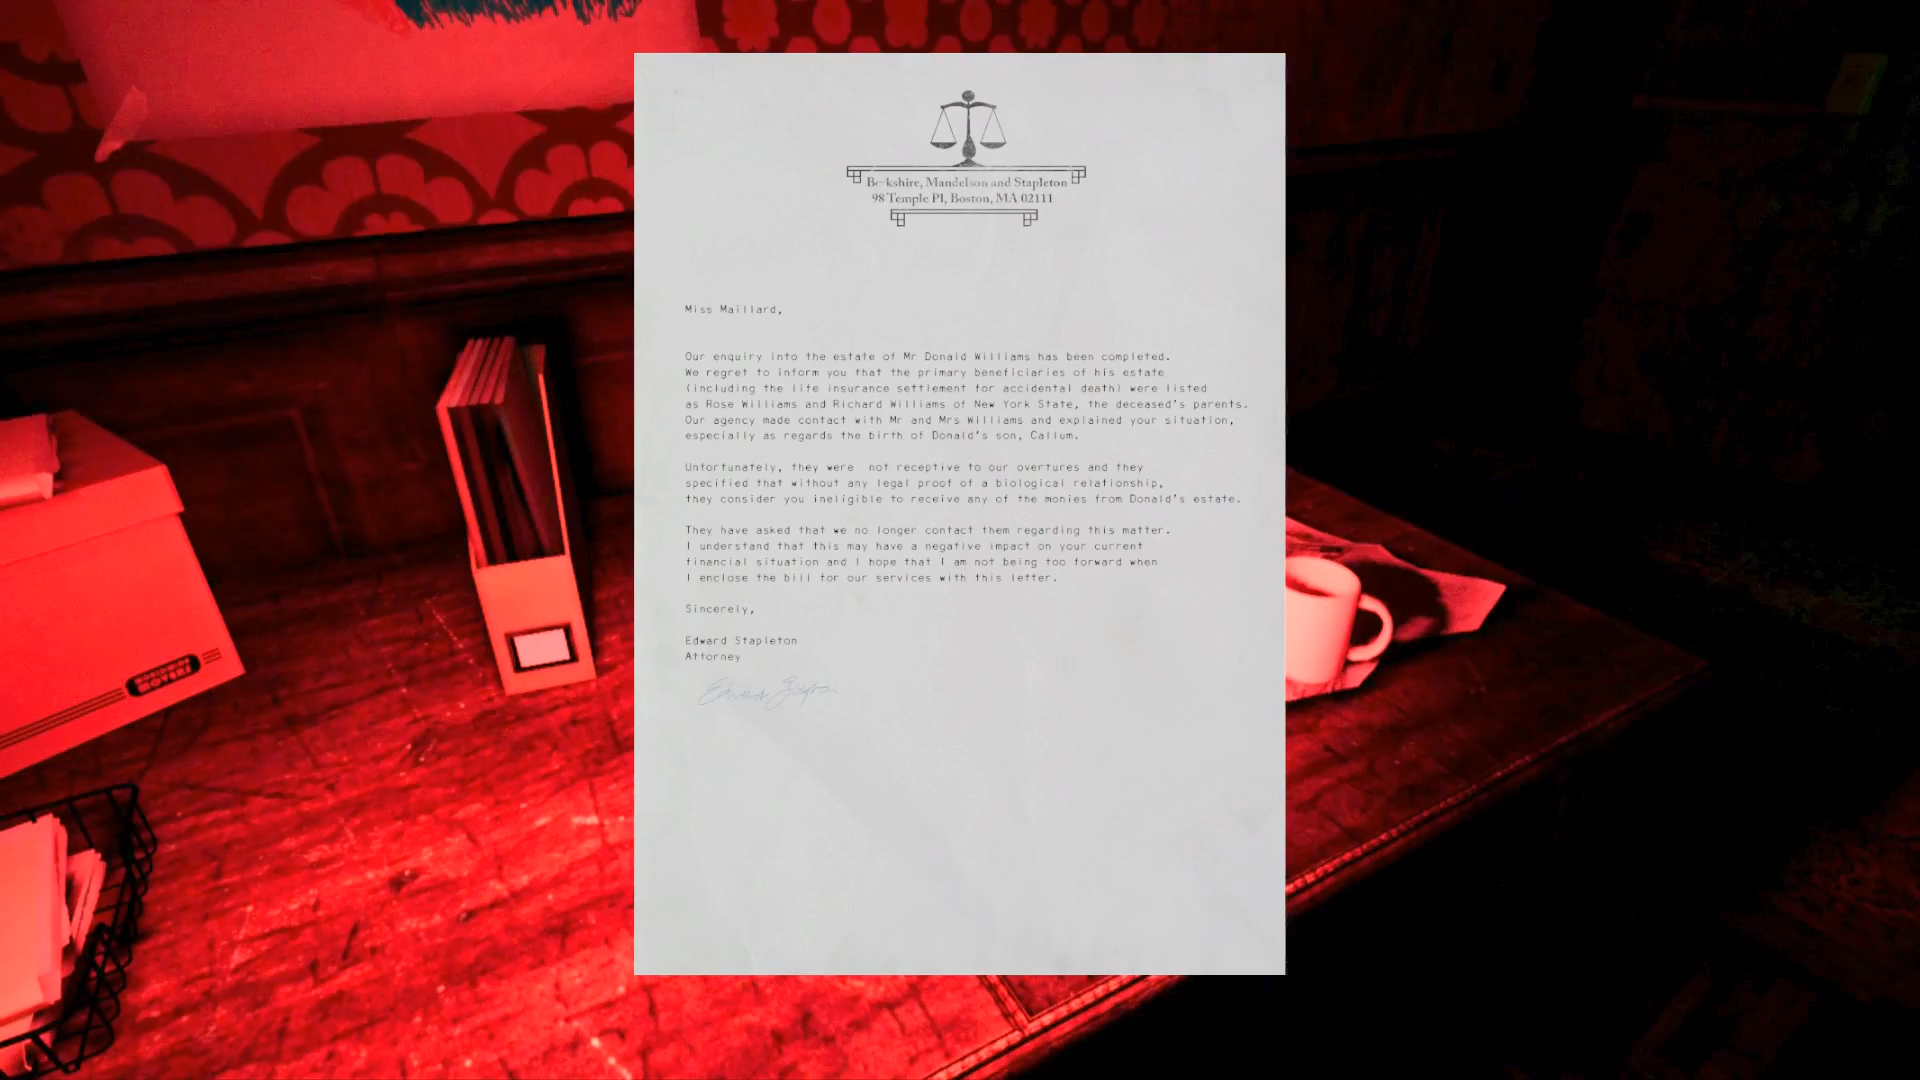 Berkshire, Mandelson and Stapleton
98 Temple Pl, Boston, MA 02111
Miss Maillard,
Our enquiry into the estate of Mr Donald Williams has been completed.
We regret to inform you that the primary beneficiaries of his estate
(including the life insurance settlement for accidental death) were listed
as Rose Williams and Richard Williams of New York State, the deceased's parents.
Our agency made contact with Mr and Mrs Williams and explained your situation,
especially as regards the birth of Donald's son, Callum.
Unfortunately, they were  not receptive to our overtures and they
specified that without any legal proof of a biological relationship,
they consider you ineligible to receive any of the monies from Donald's estate.
They have asked that we no longer contact them regarding this matter.
I understand that this may have a negative impact on your current
financial situation and I hope that I am not being too forward when
I enclose the bill for our services with this letter.
Sincerely,
Edward Stapleton
Attorney
MOVERS